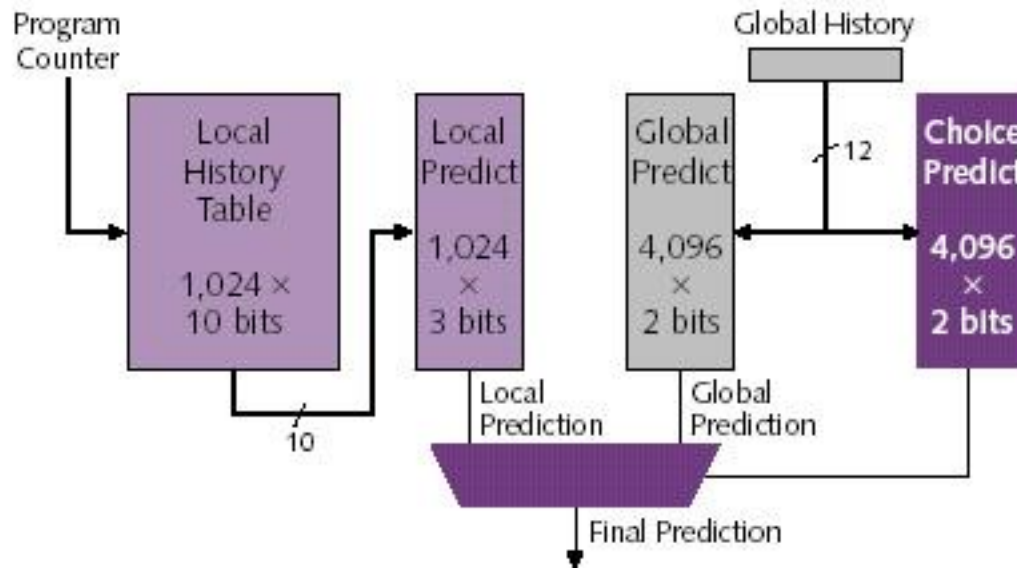 Program
Counter
Global History
Local
History
Table
1,024 ×
10 bits
Local
Predict
1,024
×
3 bits
Global
Predict
4,096
×
2 bits
12
Choice
Predict
4,096
×
2 bits
10
Local
Prediction
Global
Prediction
Final Prediction